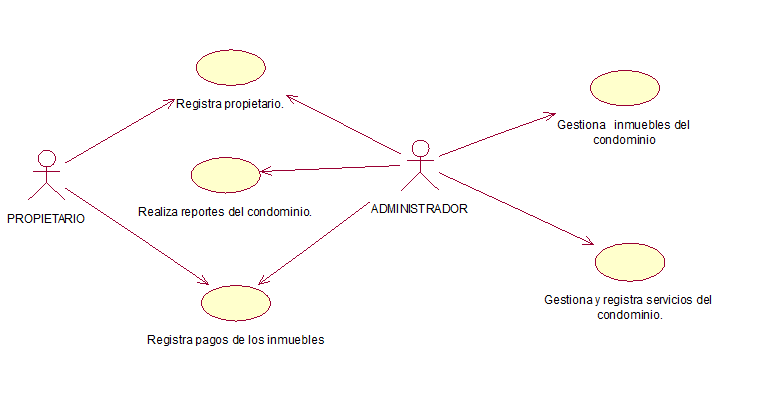 Registra propietario.
Gestiona inmuebles del
condominio
PROPIETARIO
Realiza reportes del condominio.
ADMINISTRADOR
Gestiona y registra servicios del
condominio.
Registra pagos de los inmuebles